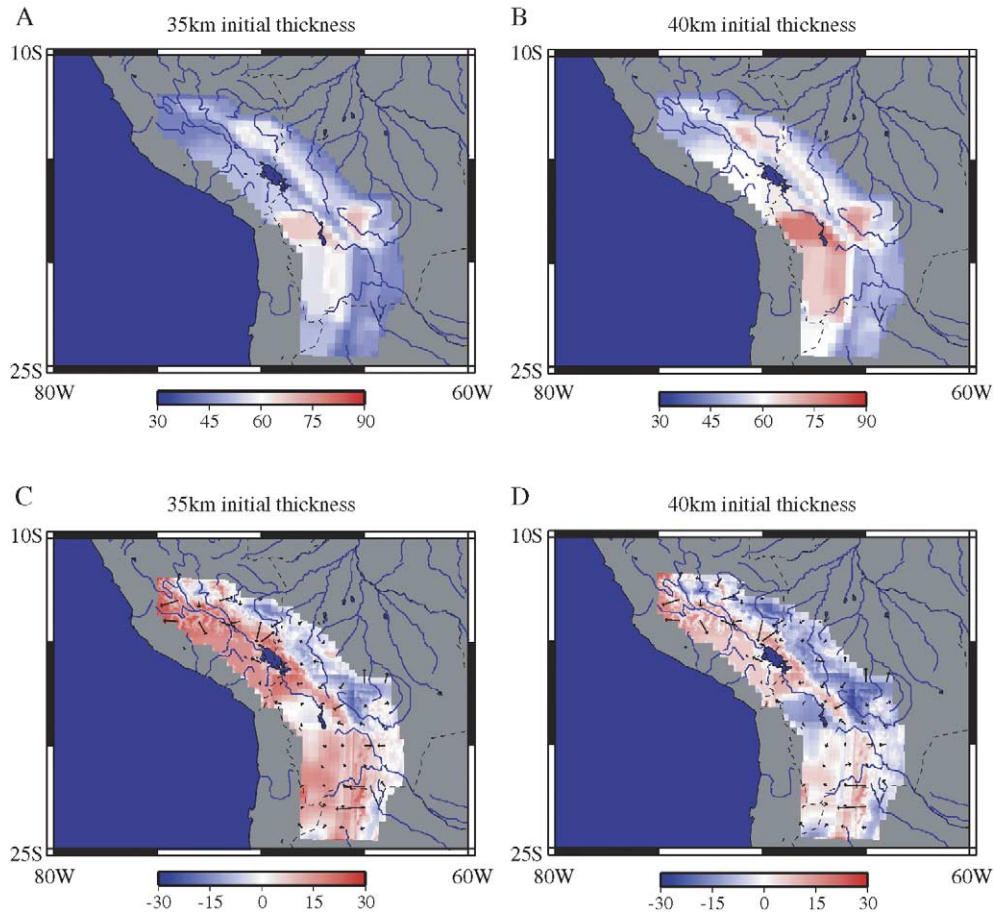 A
35km initial thickness
10S
25S
80W
60W
30 45 60 75 90
B
40km initial thickness
10S
25S
80W
60W
30 45 60 75 90
C
35km initial thickness
10S
25S
80W
60W
-30 -15 0 15 30
D
40km initial thickness
10S
25S
80W
60W
-30 -15 0 15 30